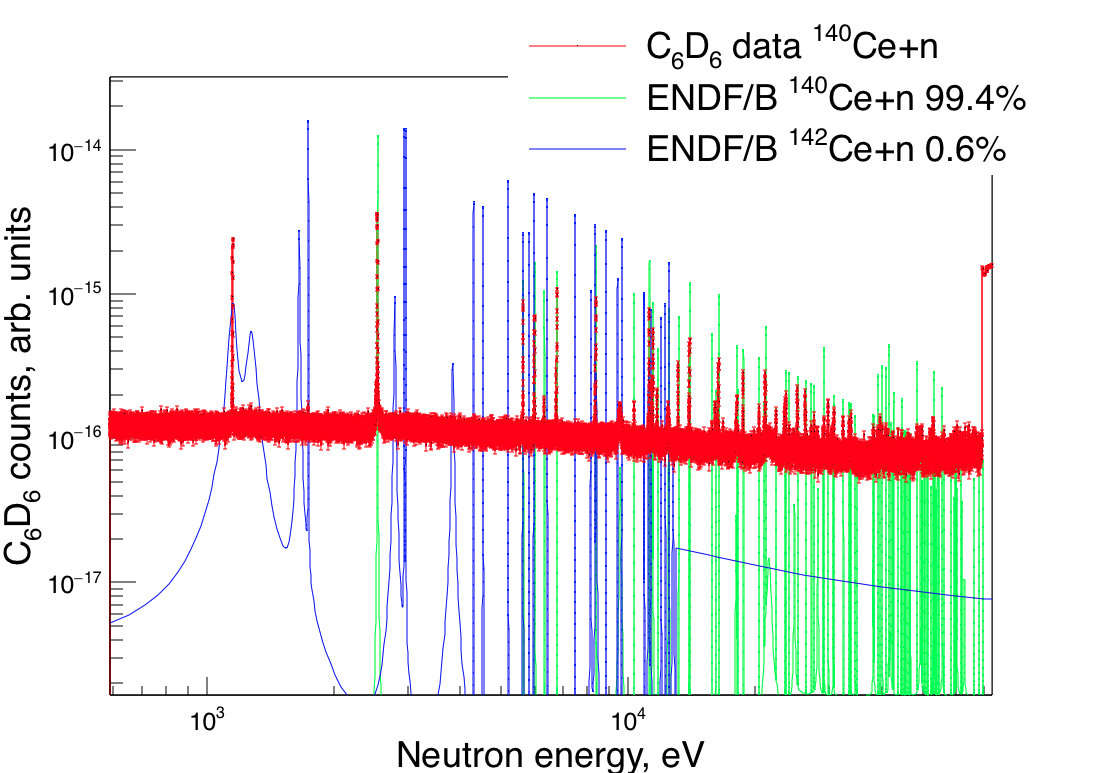 C₆D₆ data ¹⁴⁰Ce+n
ENDF/B ¹⁴⁰Ce+n 99.4%
ENDF/B ¹⁴²Ce+n 0.6%
C₆D₆ counts, arb. units
10⁻¹⁴
10⁻¹⁵
10⁻¹⁶
10⁻¹⁷
10³
10⁴
Neutron energy, eV